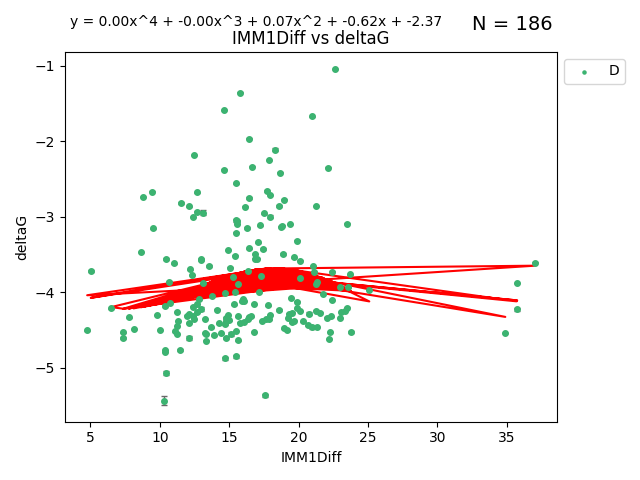 y = 0.00x^4 + -0.00x^3 + 0.07x^2 + -0.62x + -2.37
N = 186
IMM1Diff vs deltaG
D
−1
−2
−3
−4
−5
deltaG
5 10 15 20 25 30 35
IMM1Diff